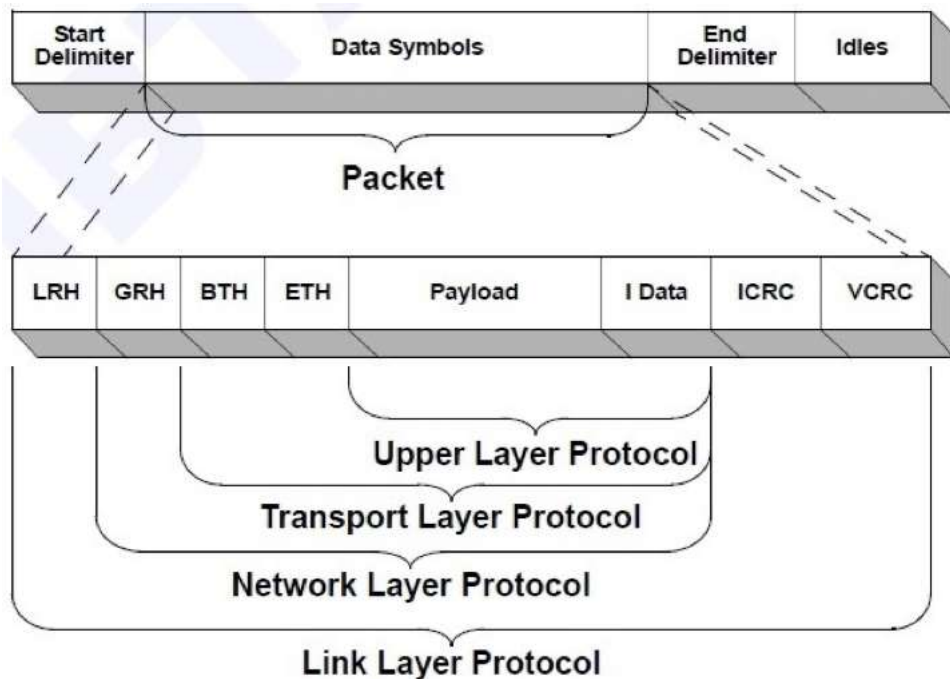 Start Delimiter Data Symbols End Delimiter Idles
Packet
LRH GRH BTH ETH Payload I Data ICRC VCRC
Upper Layer Protocol
Transport Layer Protocol
Network Layer Protocol
Link Layer Protocol